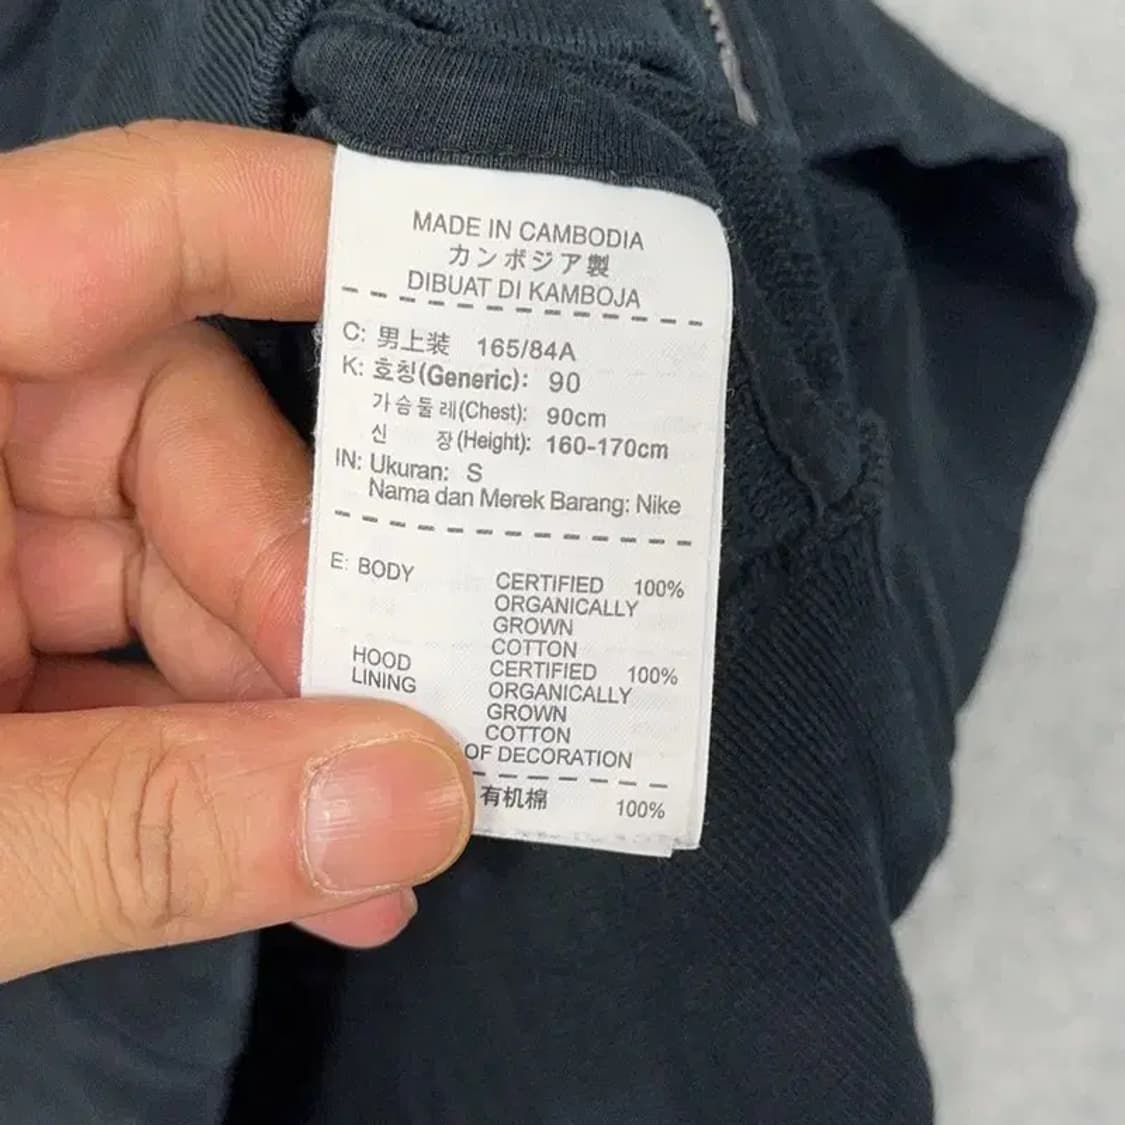 MADE IN CAMBODIA
カンボジア製
DIBUAT DI KAMBOJA
C: 男上装 165/84A
K: 호칭(Generic): 90
가슴둘레(Chest): 90cm
신 장(Height): 160-170cm
IN: Ukuran: S
Nama dan Merek Barang: Nike
E: BODY CERTIFIED 100%
ORGANICALLY
GROWN
COTTON
HOOD CERTIFIED 100%
LINING ORGANICALLY
GROWN
COTTON
OF DECORATION
有机棉 100%